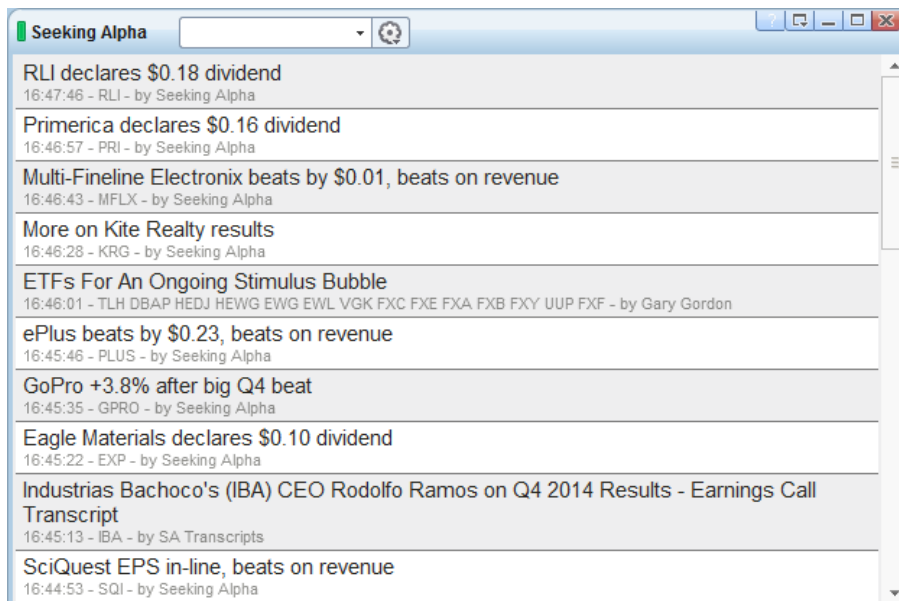 Seeking Alpha
RLI declares $0.18 dividend
16:47:46 - RLI - by Seeking Alpha
Primerica declares $0.16 dividend
16:46:57 - PRI - by Seeking Alpha
Multi-Fineline Electronix beats by $0.01, beats on revenue
16:46:43 - MFLX - by Seeking Alpha
More on Kite Realty results
16:46:28 - KRG - by Seeking Alpha
ETFs For An Ongoing Stimulus Bubble
16:46:01 - TLH DBAP HEDJ HEWG EWG EWL VGK FXC FXE FXA FXB FXY UUP FXF - by Gary Gordon
ePlus beats by $0.23, beats on revenue
16:45:46 - PLUS - by Seeking Alpha
GoPro +3.8% after big Q4 beat
16:45:35 - GPRO - by Seeking Alpha
Eagle Materials declares $0.10 dividend
16:45:22 - EXP - by Seeking Alpha
Industrias Bachoco's (IBA) CEO Rodolfo Ramos on Q4 2014 Results - Earnings Call
Transcript
16:45:13 - IBA - by SA Transcripts
SciQuest EPS in-line, beats on revenue
16:44:53 - SQI - by Seeking Alpha